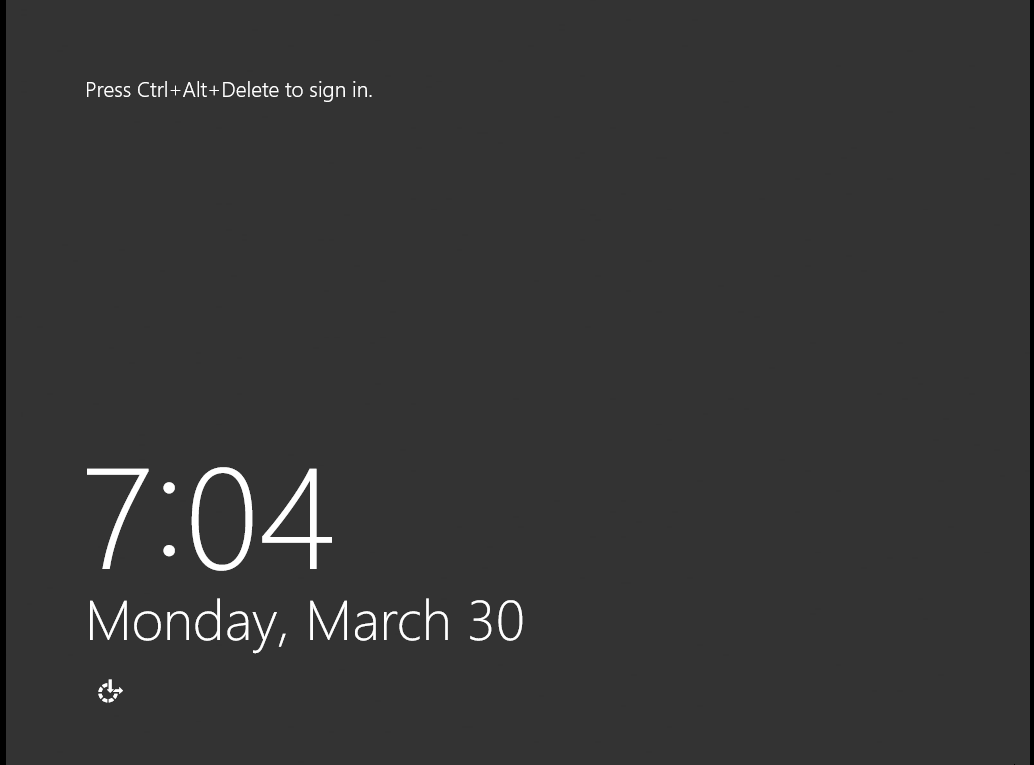 Press Ctrl+Alt+Delete to sign in.
7:04
Monday, March 30